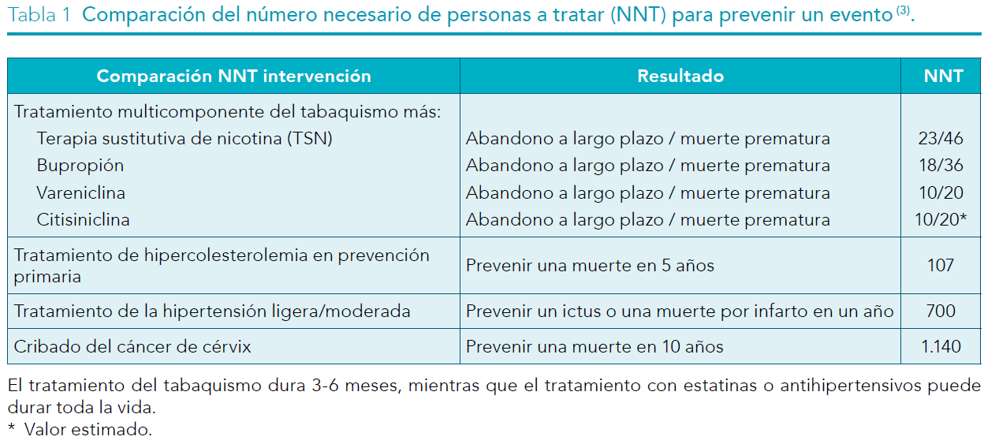 Tabla 1 Comparación del número necesario de personas a tratar (NNT) para prevenir un evento (3).
Comparación NNT intervención Resultado NNT
Tratamiento multicomponente del tabaquismo más:
Terapia sustitutiva de nicotina (TSN) Abandono a largo plazo / muerte prematura 23/46
Bupropión Abandono a largo plazo / muerte prematura 18/36
Vareniclina Abandono a largo plazo / muerte prematura 10/20
Citisiniclina Abandono a largo plazo / muerte prematura 10/20*
Tratamiento de hipercolesterolemia en prevención
primaria Prevenir una muerte en 5 años 107
Tratamiento de la hipertensión ligera/moderada Prevenir un ictus o una muerte por infarto en un año 700
Cribado del cáncer de cérvix Prevenir una muerte en 10 años 1.140
El tratamiento del tabaquismo dura 3-6 meses, mientras que el tratamiento con estatinas o antihipertensivos puede
durar toda la vida.
* Valor estimado.